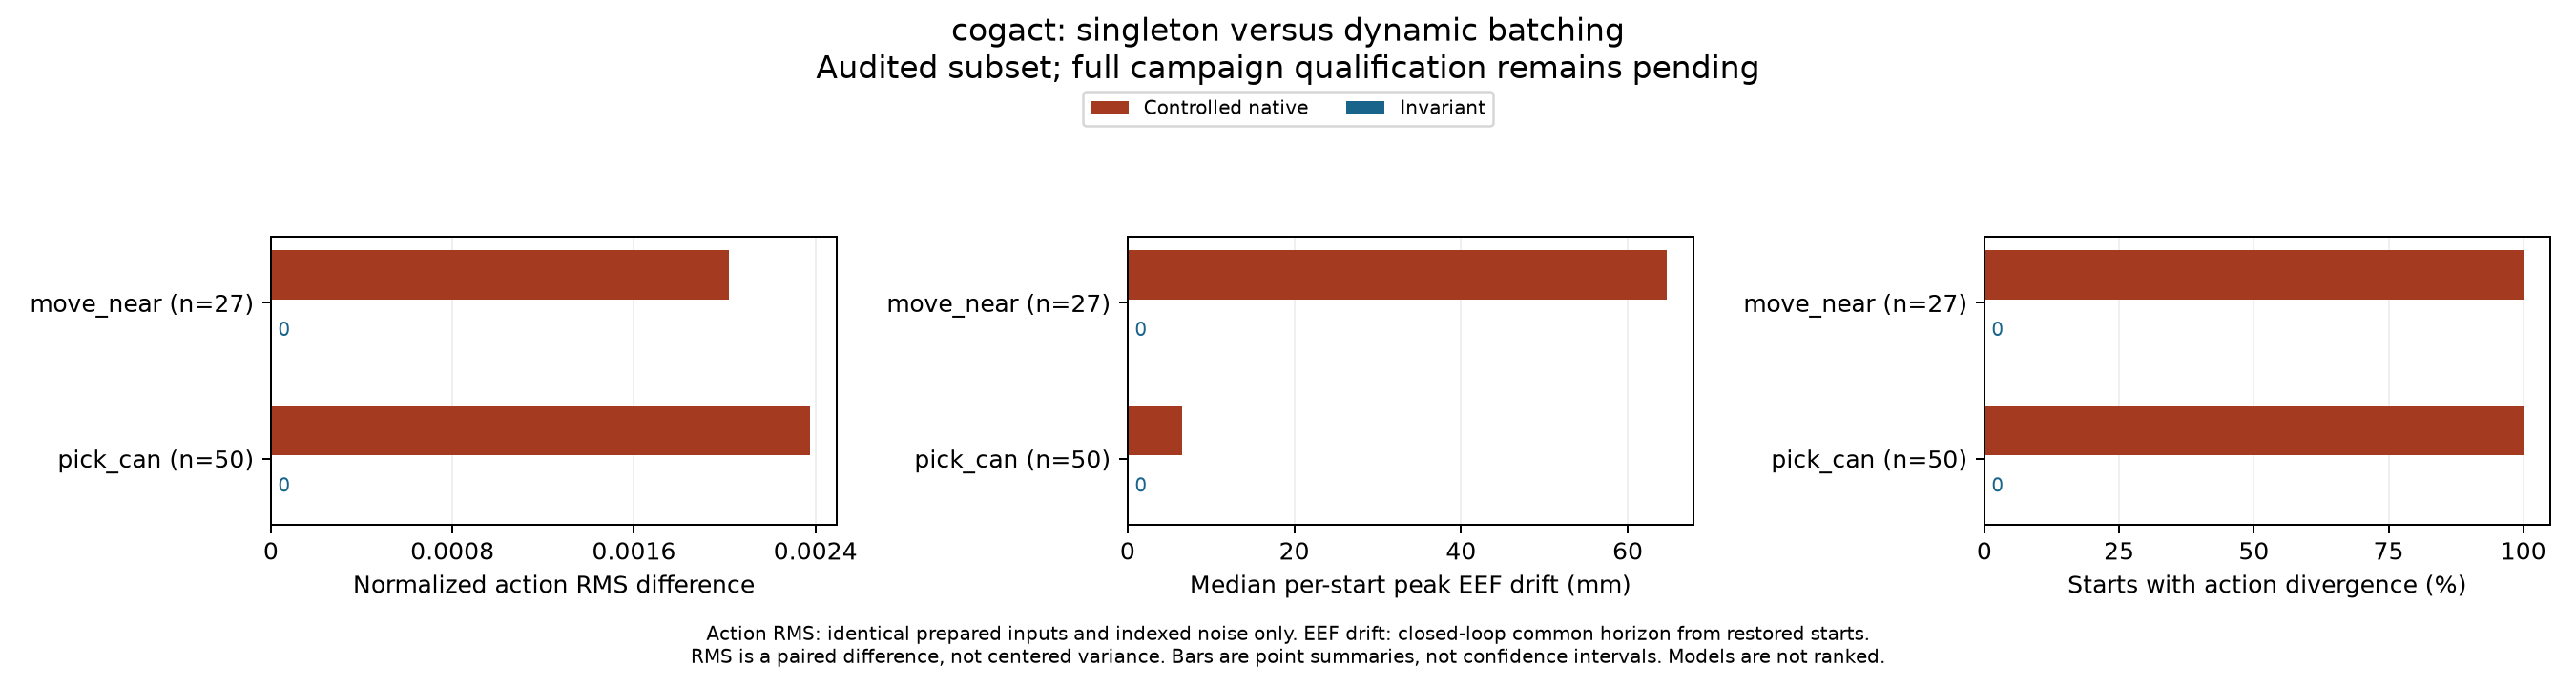 cogact: singleton versus dynamic batching
Audited subset; full campaign qualification remains pending
Controlled native
Invariant
move_near (n=27)
0
pick_can (n=50)
0
0
0.0008
0.0016
0.0024
Normalized action RMS difference
move_near (n=27)
0
pick_can (n=50)
0
0
20
40
60
Median per-start peak EEF drift (mm)
move_near (n=27)
0
pick_can (n=50)
0
0
25
50
75
100
Starts with action divergence (%)
Action RMS: identical prepared inputs and indexed noise only. EEF drift: closed-loop common horizon from restored starts.
RMS is a paired difference, not centered variance. Bars are point summaries, not confidence intervals. Models are not ranked.